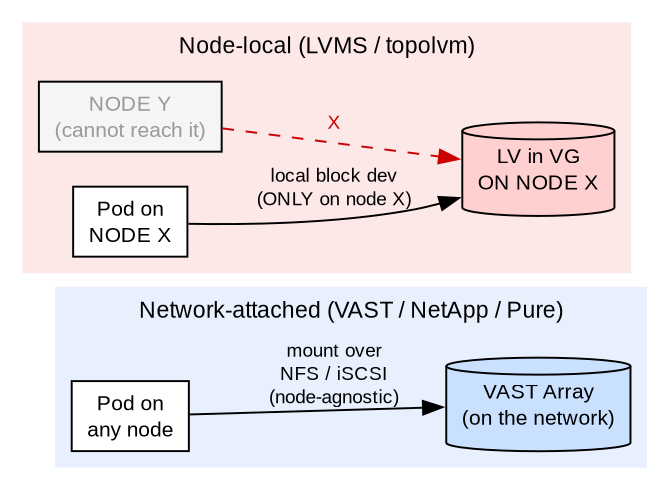 Node-local (LVMS / topolvm)
NODE Y
(cannot reach it)
X
LV in VG
ON NODE X
local block dev
(ONLY on node X)
Pod on
NODE X
Network-attached (VAST / NetApp / Pure)
mount over
NFS / iSCSI
(node-agnostic)
Pod on
any node
VAST Array
(on the network)